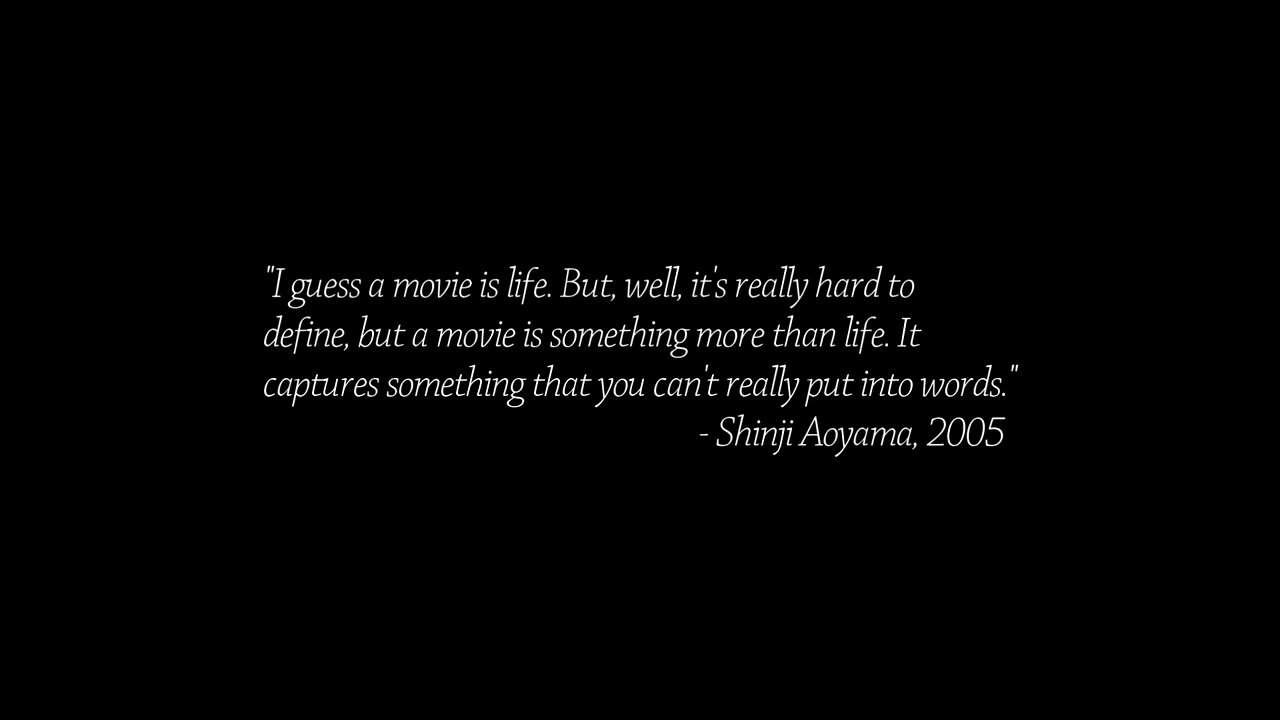 "I guess a movie is life. But, well, it's really hard to
define, but a movie is something more than life. It
captures something that you can't really put into words."
- Shinji Aoyama, 2005